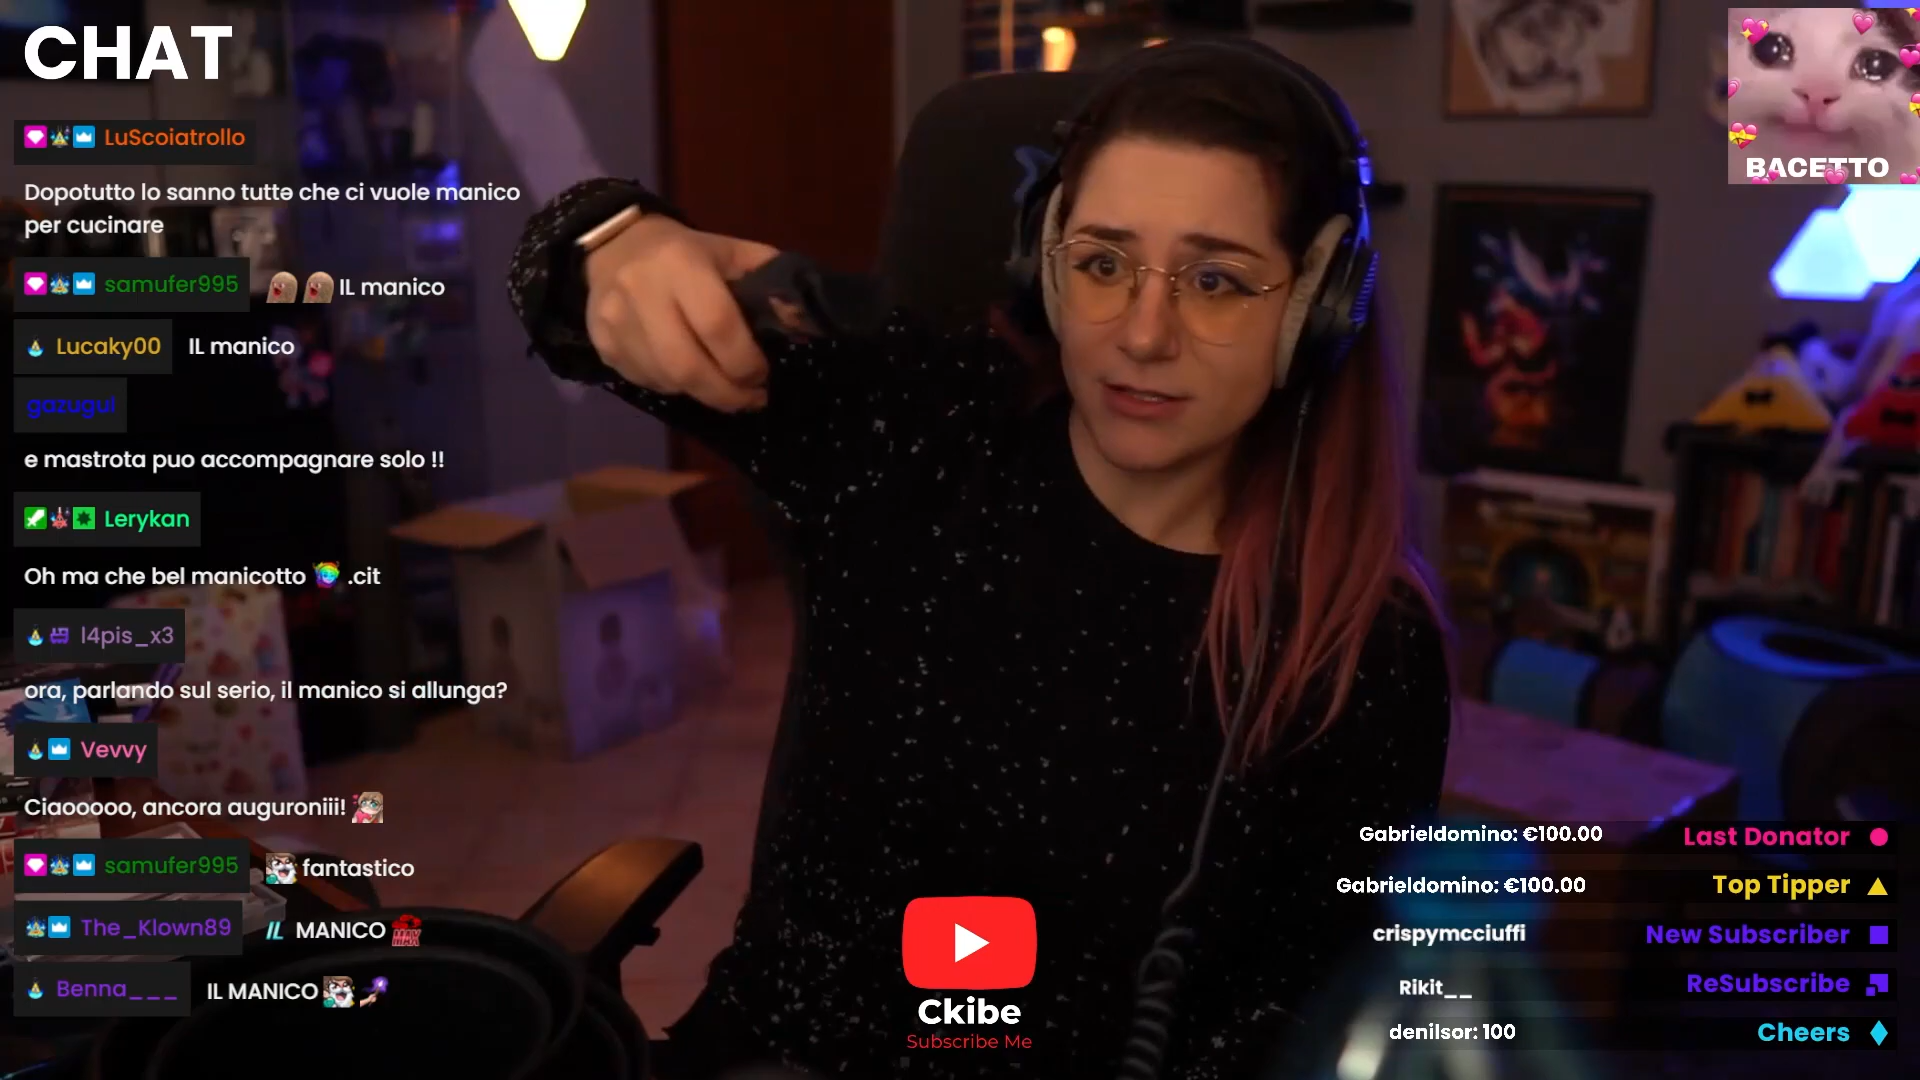 CHAT
LuScoiatrollo
Dopotutto lo sanno tuttə che ci vuole manico
per cucinare
samufer995 IL manico
Lucaky00 IL manico
gazugul
e mastrota puo accompagnare solo !!
Lerykan
Oh ma che bel manicotto .cit
l4pis_x3
ora, parlando sul serio, il manico si allunga?
Vevvy
Ciaooooo, ancora auguroniii!
samufer995 fantastico
The_Klown89 IL MANICO MAX
Benna___ IL MANICO
BACETTO
Ckibe
Subscribe Me
Gabrieldomino: €100.00 Last Donator
Gabrieldomino: €100.00 Top Tipper
crispymcciuffi New Subscriber
Rikit__ ReSubscribe
denilsor: 100 Cheers